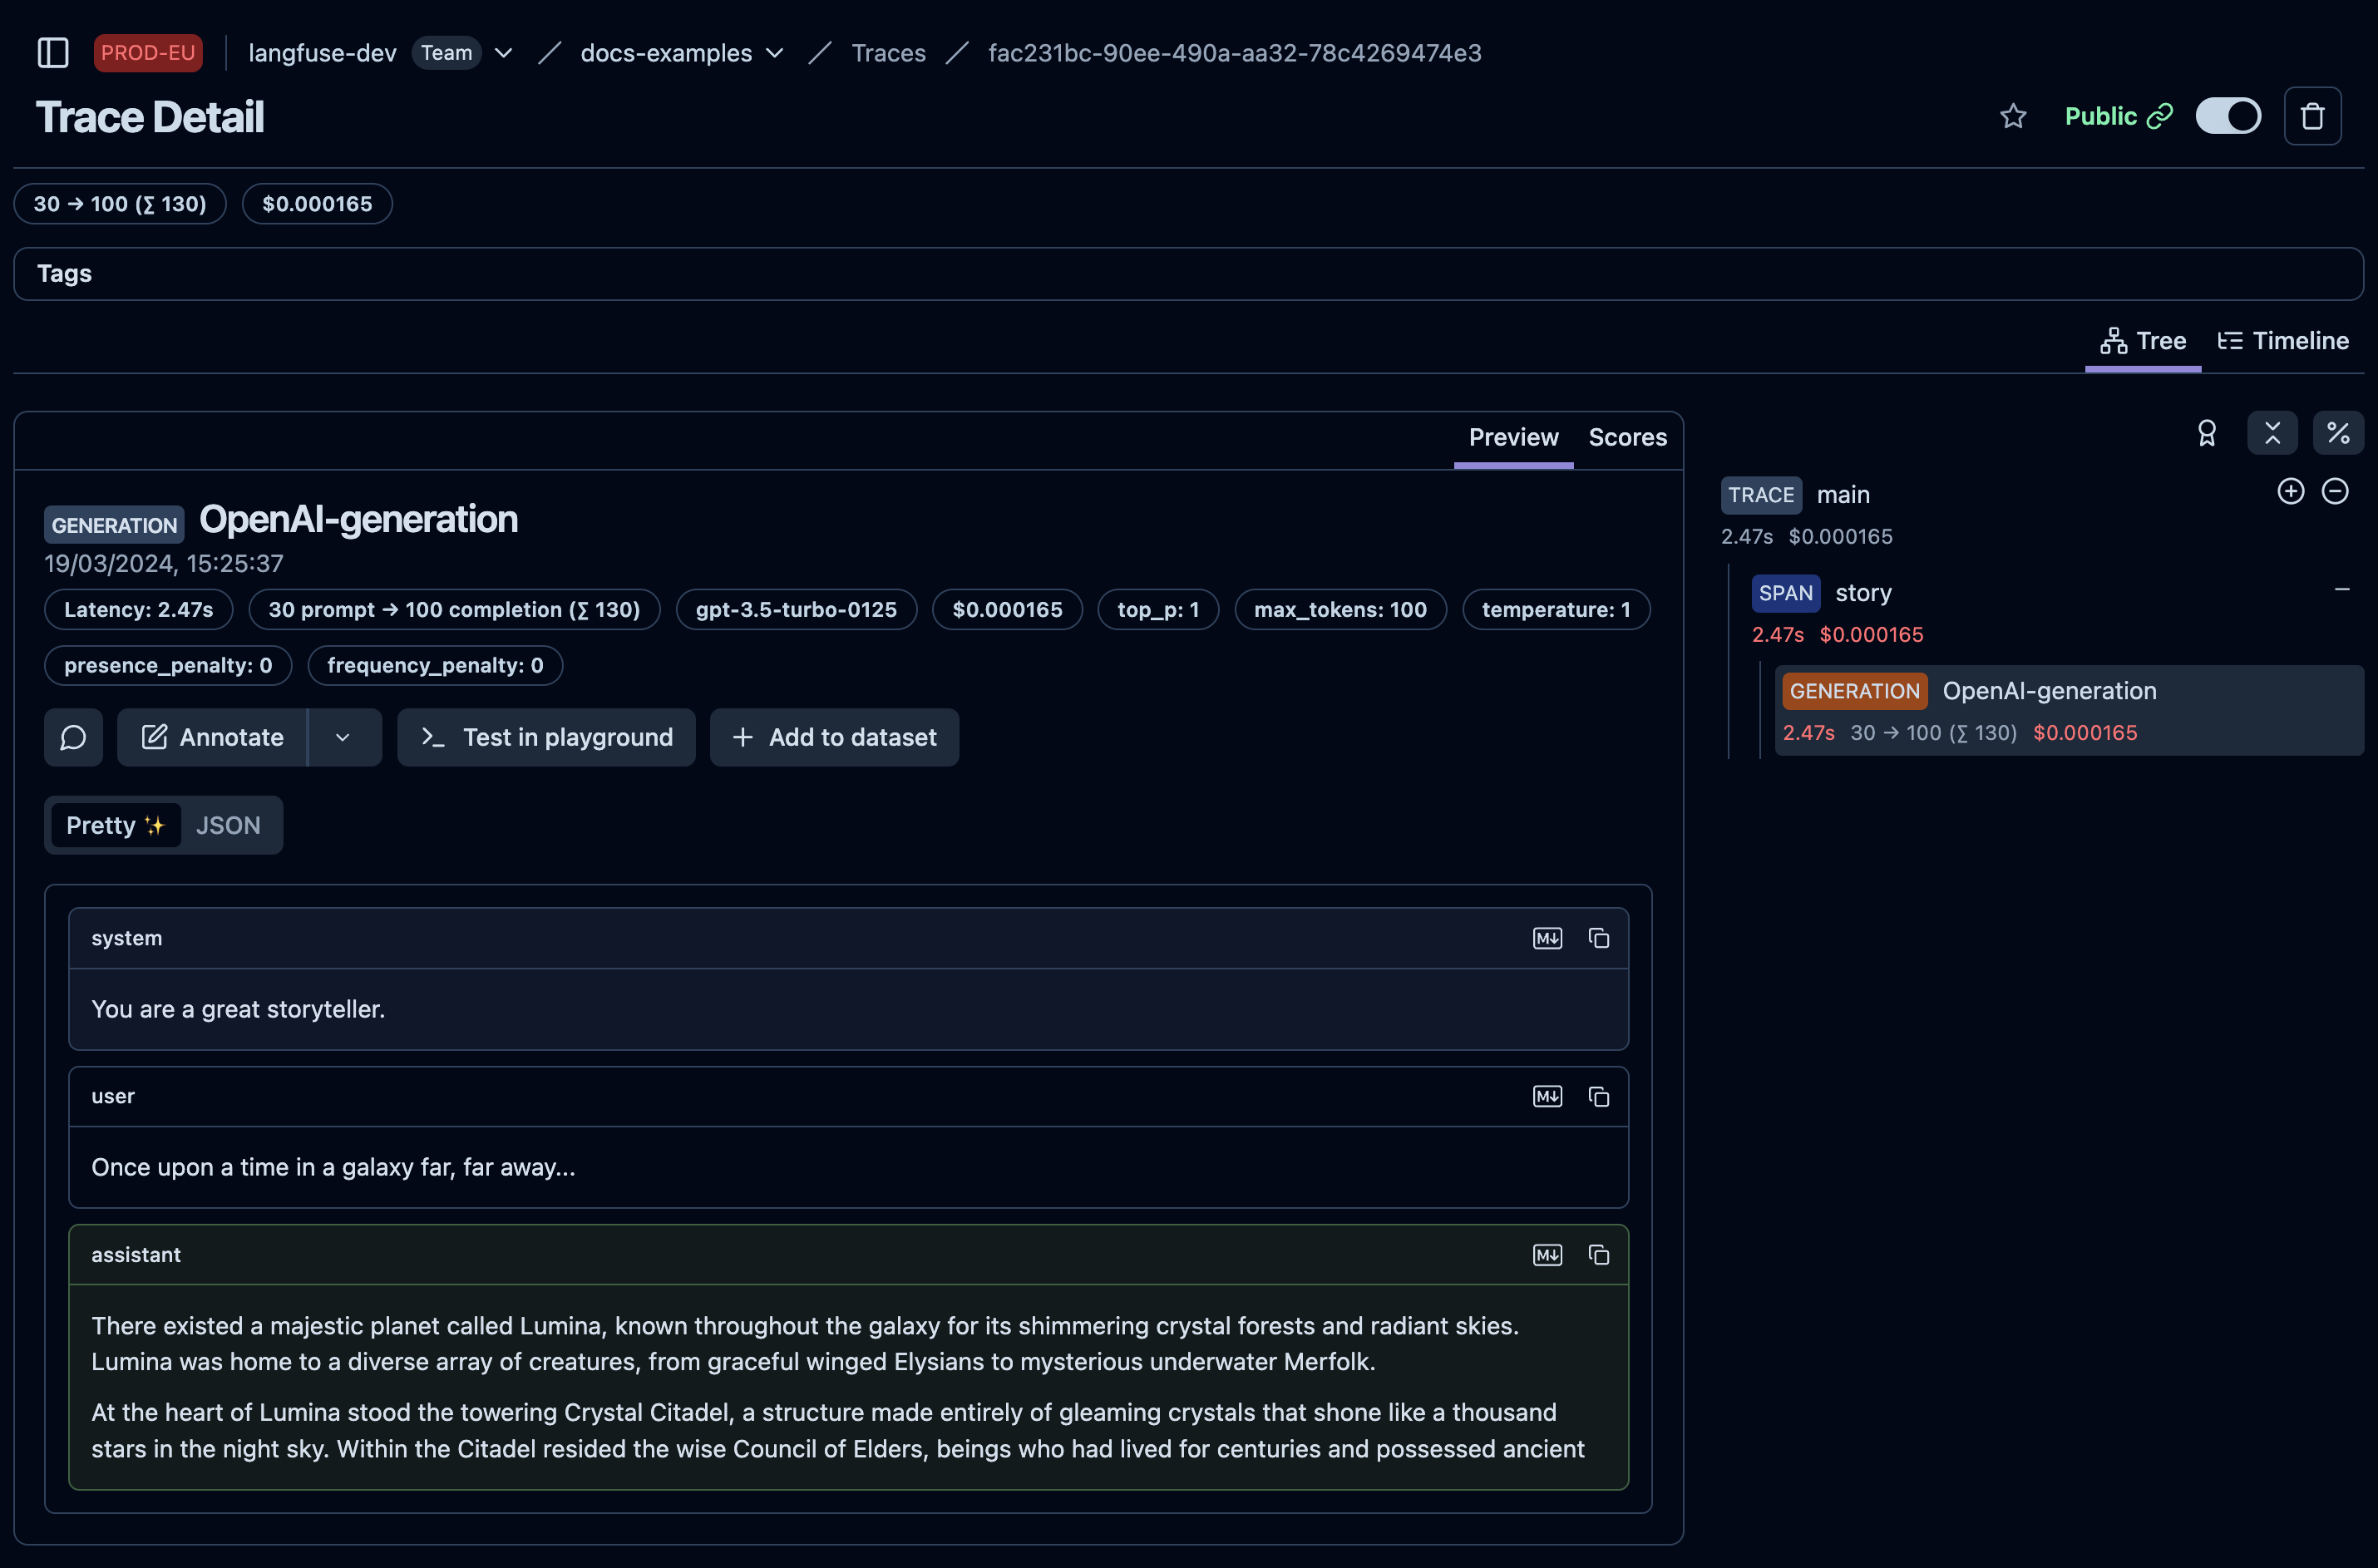 PROD-EU langfuse-dev Team / docs-examples / Traces / fac231bc-90ee-490a-aa32-78c4269474e3
Trace Detail
Public
30 → 100 (∑ 130) $0.000165
Tags
Tree Timeline
Preview Scores
GENERATION OpenAI-generation
19/03/2024, 15:25:37
Latency: 2.47s 30 prompt → 100 completion (∑ 130) gpt-3.5-turbo-0125 $0.000165 top_p: 1 max_tokens: 100 temperature: 1
presence_penalty: 0 frequency_penalty: 0
Annotate Test in playground Add to dataset
Pretty ✨ JSON
system M↓
You are a great storyteller.
user M↓
Once upon a time in a galaxy far, far away...
assistant M↓
There existed a majestic planet called Lumina, known throughout the galaxy for its shimmering crystal forests and radiant skies.
Lumina was home to a diverse array of creatures, from graceful winged Elysians to mysterious underwater Merfolk.
At the heart of Lumina stood the towering Crystal Citadel, a structure made entirely of gleaming crystals that shone like a thousand
stars in the night sky. Within the Citadel resided the wise Council of Elders, beings who had lived for centuries and possessed ancient
TRACE main
2.47s $0.000165
SPAN story
2.47s $0.000165
GENERATION OpenAI-generation
2.47s 30 → 100 (∑ 130) $0.000165